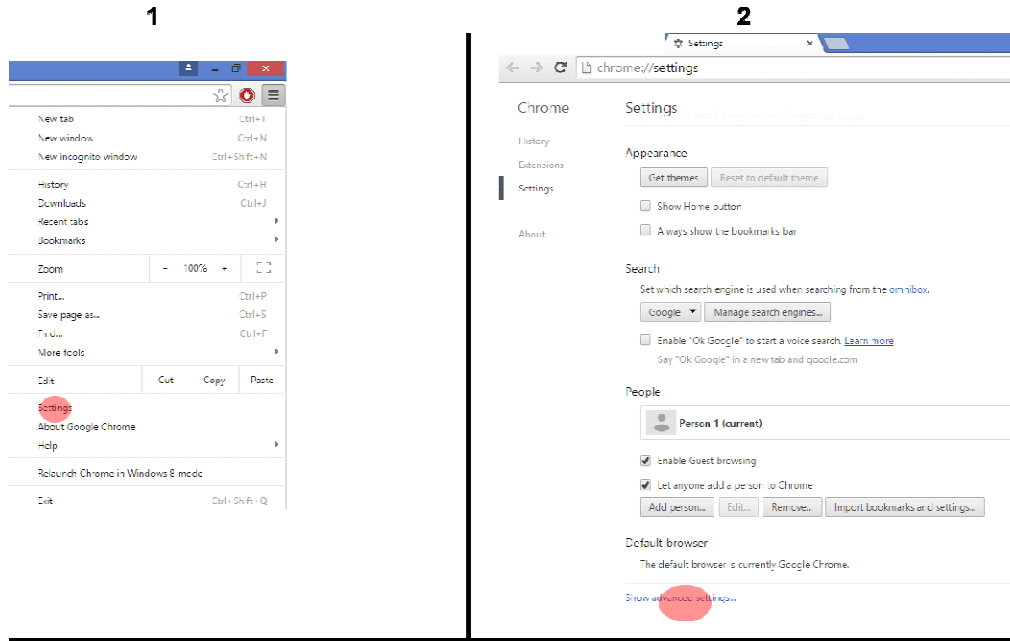 1
New tab Ctrl+T
New window Ctrl+N
New incognito window Ctrl+Shift+N
History Ctrl+H
Downloads Ctrl+J
Recent tabs
Bookmarks
Zoom - 100% +
Print... Ctrl+P
Save page as... Ctrl+S
Find... Ctrl+F
More tools
Edit Cut Copy Paste
Settings
About Google Chrome
Help
Relaunch Chrome in Windows 8 mode
Exit Ctrl+Shift+Q
2
Settings
chrome://settings
Chrome
History
Extensions
Settings
About
Settings
Appearance
Get themes Reset to default theme
Show Home button
Always show the bookmarks bar
Search
Set which search engine is used when searching from the omnibox.
Google Manage search engines...
Enable "Ok Google" to start a voice search. Learn more
Say "Ok Google" in a new tab and google.com
People
Person 1 (current)
Enable Guest browsing
Let anyone add a person to Chrome
Add person... Edit... Remove... Import bookmarks and settings...
Default browser
The default browser is currently Google Chrome.
Show advanced settings...